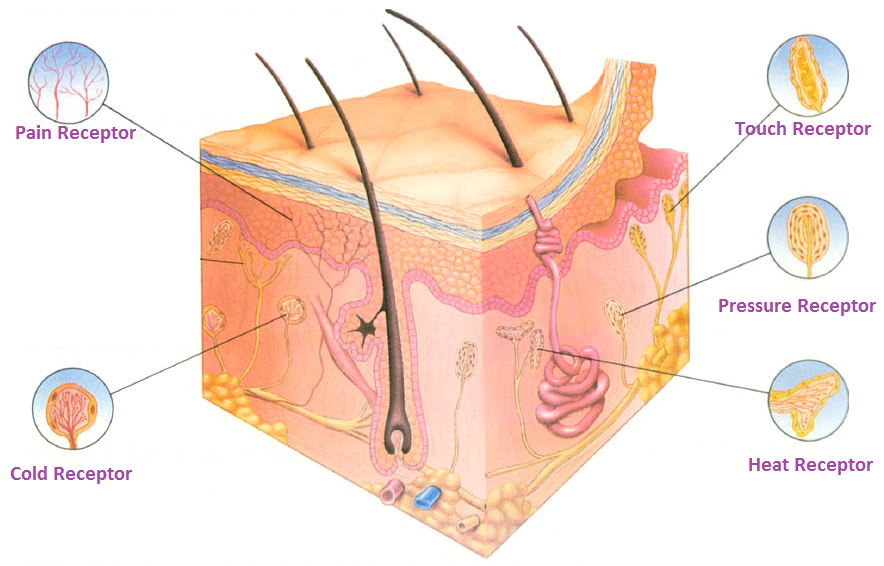 Pain Receptor
Touch Receptor
Pressure Receptor
Cold Receptor
Heat Receptor